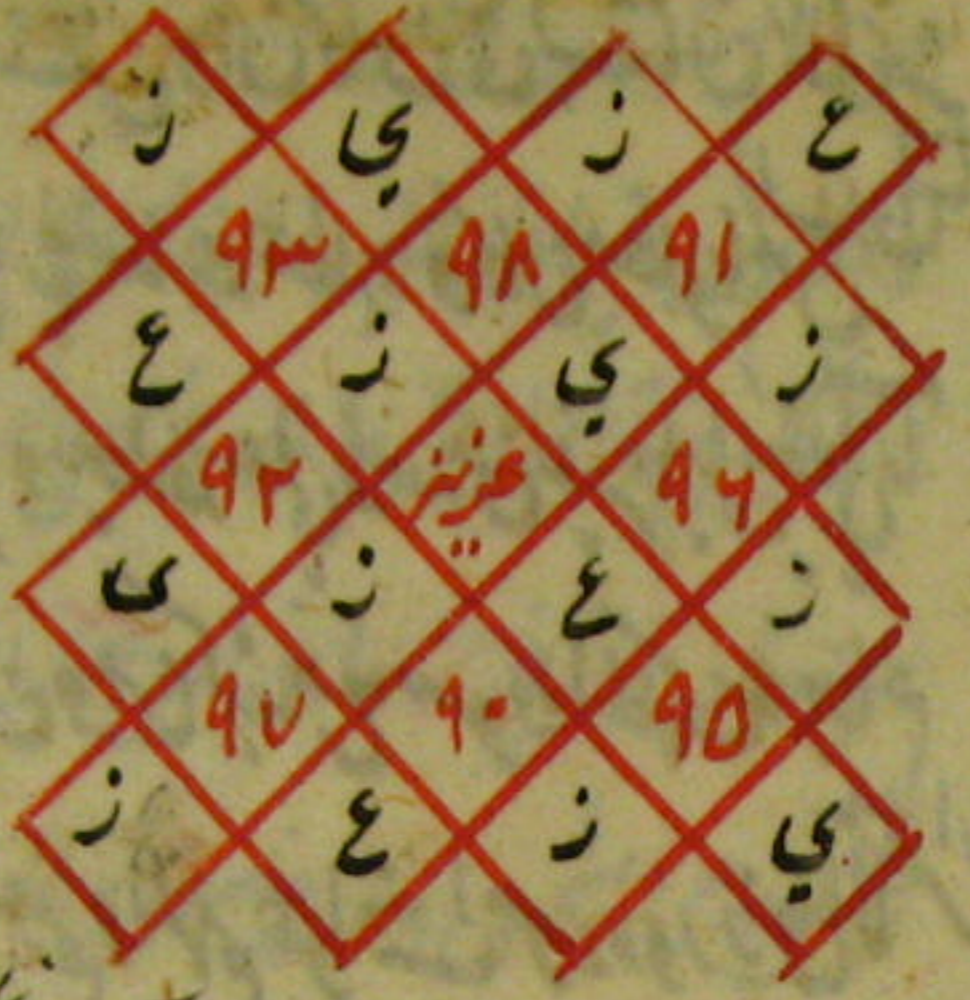 ع ز ي ز
٩١ ٩٨ ٩٣
ز ي ز ع
٩٦ عزيز ٩٢
ز ع ز ى
٩٥ ٩٠ ٩٧
ي ز ع ز